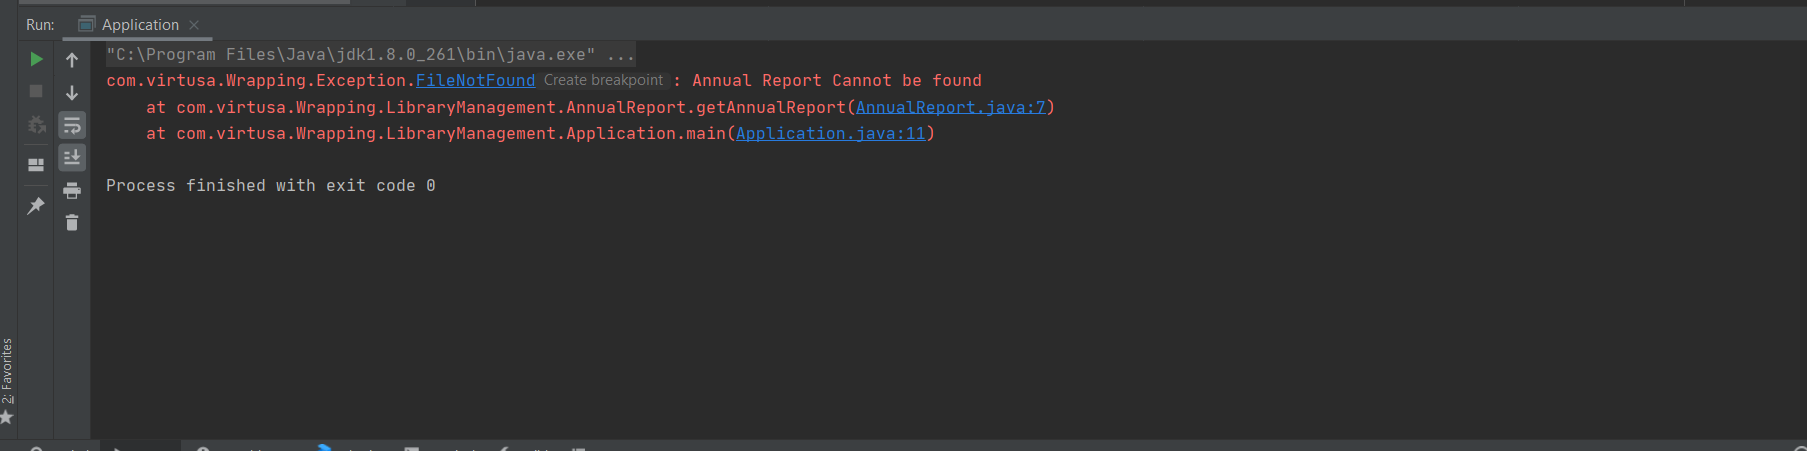 Run: Application
"C:\Program Files\Java\jdk1.8.0_261\bin\java.exe" ...
com.virtusa.Wrapping.Exception.FileNotFound Create breakpoint : Annual Report Cannot be found
at com.virtusa.Wrapping.LibraryManagement.AnnualReport.getAnnualReport(AnnualReport.java:7)
at com.virtusa.Wrapping.LibraryManagement.Application.main(Application.java:11)
Process finished with exit code 0
2: Favorites